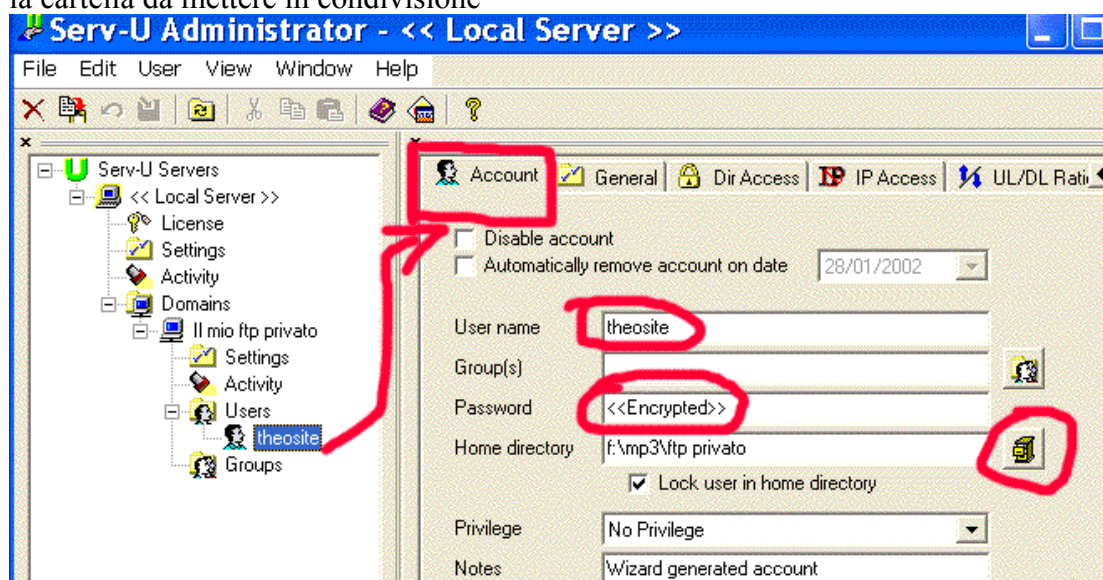 la cartella da mettere in condivisione
Serv-U Administrator - << Local Server >>
File Edit User View Window Help
Serv-U Servers
<< Local Server >>
License
Settings
Activity
Domains
Il mio ftp privato
Settings
Activity
Users
theosite
Groups
Account General Dir Access IP Access UL/DL Rati
Disable account
Automatically remove account on date 28/01/2002
User name theosite
Group(s)
Password <<Encrypted>>
Home directory f:\mp3\ftp privato
Lock user in home directory
Privilege No Privilege
Notes Wizard generated account